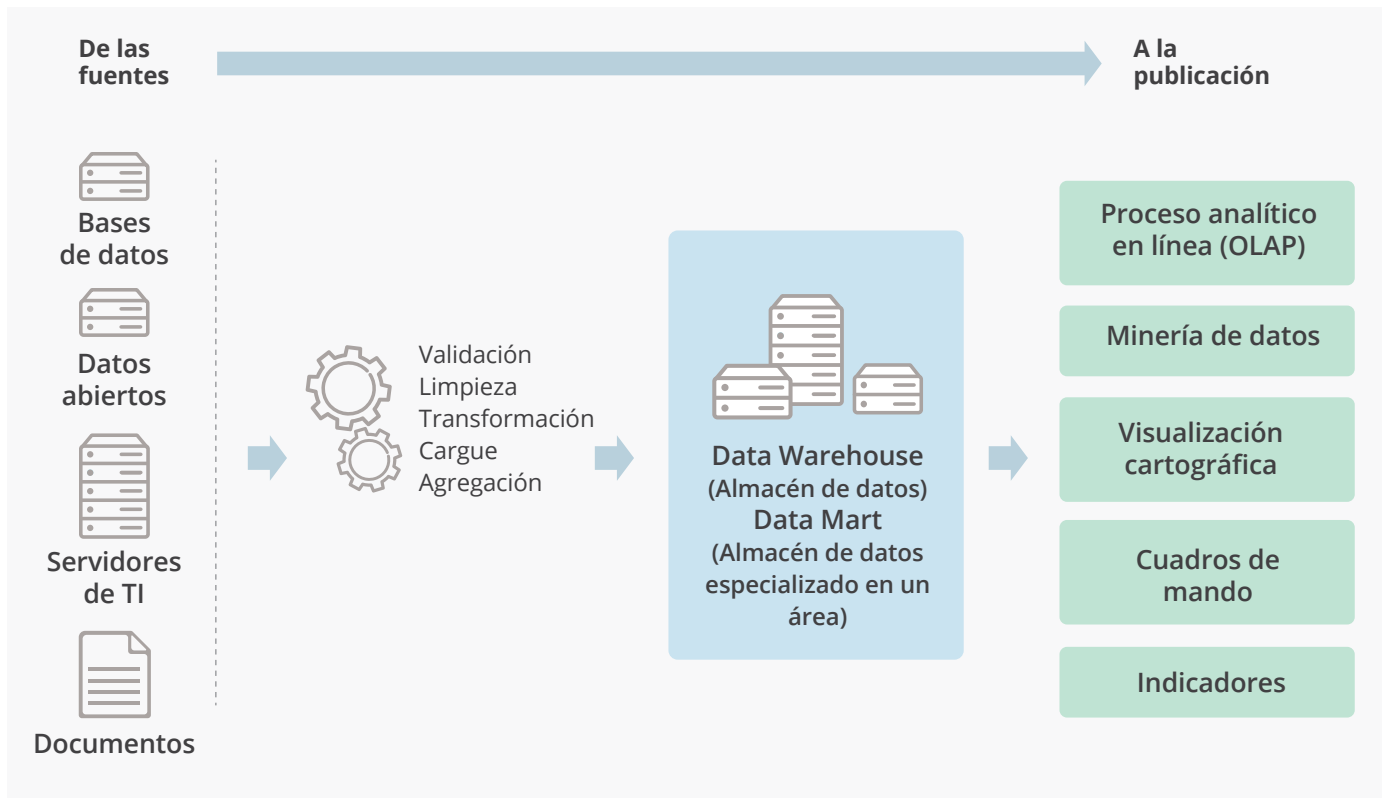 De las
fuentes
A la
publicación
Bases
de datos
Datos
abiertos
Servidores
de TI
Documentos
Validación
Limpieza
Transformación
Cargue
Agregación
Data Warehouse
(Almacén de datos)
Data Mart
(Almacén de datos
especializado en un
área)
Proceso analítico
en línea (OLAP)
Minería de datos
Visualización
cartográfica
Cuadros de
mando
Indicadores